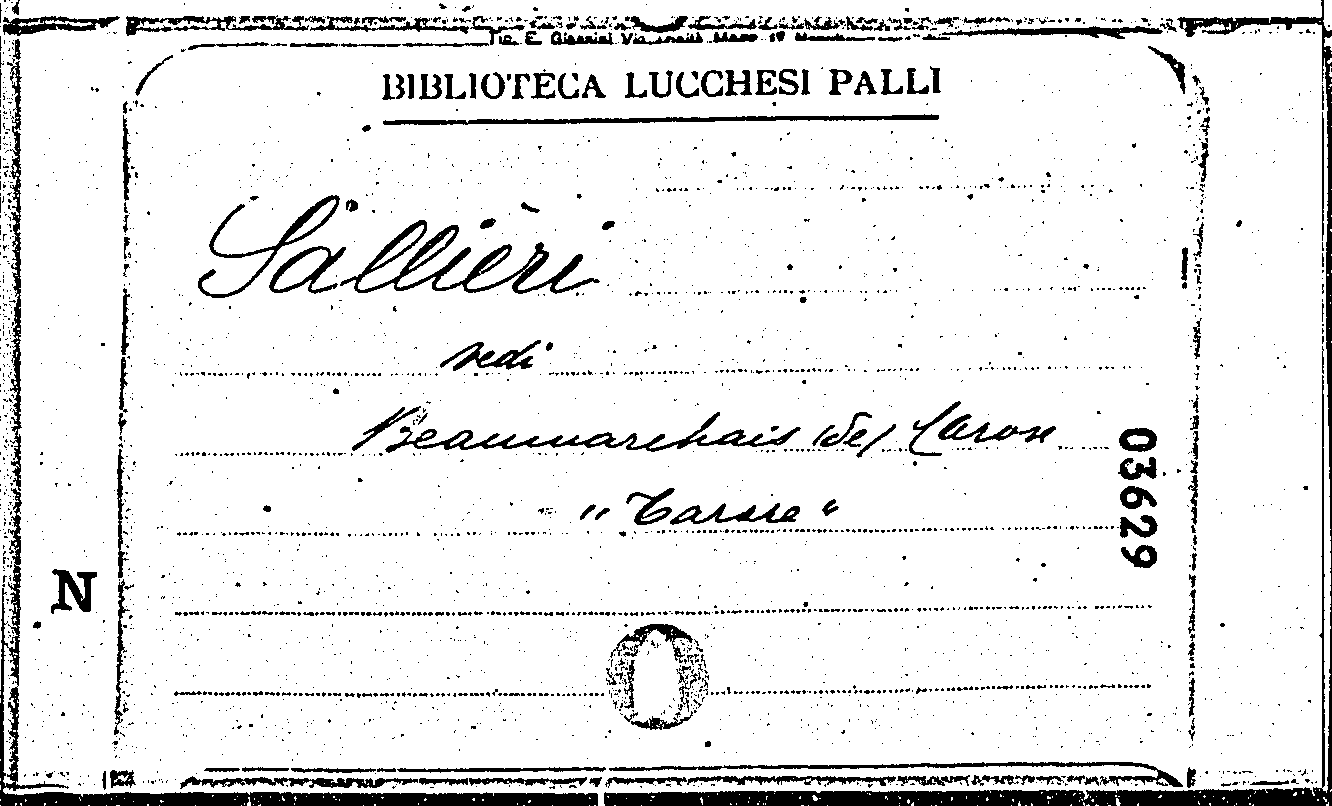 BIBLIOTECA LUCCHESI PALLI
Sallieri
vedi
Beaumarchais (de) Caron
"Tarare"
03629
N